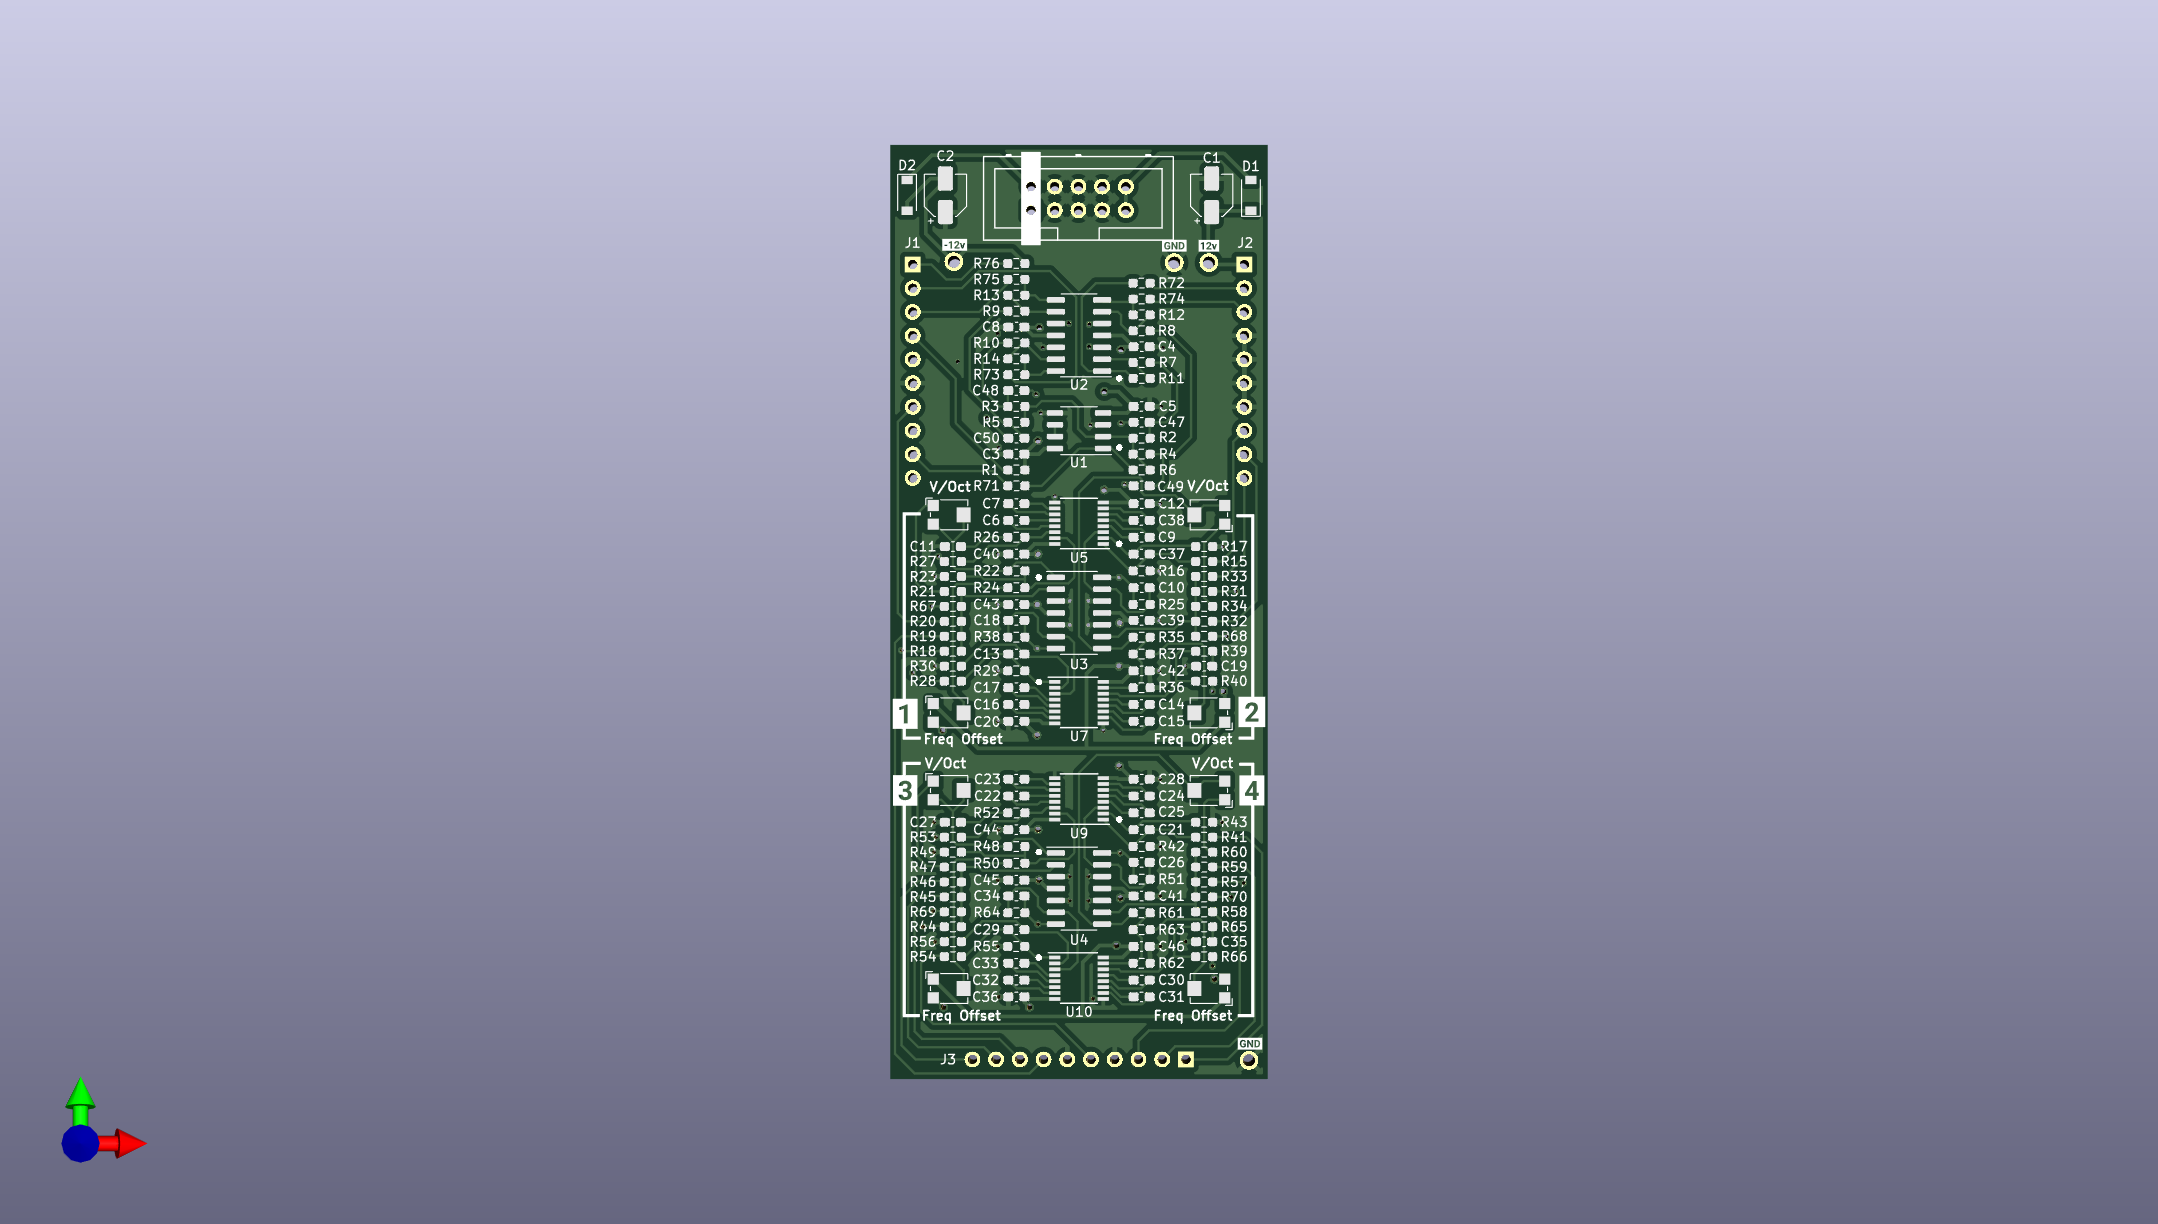 D2 C2 C1 D1
J1 -12v GND 12v J2
R76
R75 R72
R13 R74
R9 R12
C8 R8
R10 C4
R14 R7
R73 R11
U2
C48
R3 C5
R5 C47
C50 R2
C3 R4
U1
R1 R6
V/Oct R71 C49 V/Oct
C7 C12
C6 C38
R26 C9
C11 C40 U5 C37 R17
R27 R15
R23 R22 R16 R33
R21 R24 C10 R31
R67 C43 R25 R34
R20 C18 C39 R32
R19 R38 R35 R68
R18 C13 R37 R39
R30 R29 U3 C42 C19
R28 C17 R36 R40
1 C16 C14 2
C20 C15
Freq Offset U7 Freq Offset
V/Oct V/Oct
C23 C28
3 C22 C24 4
R52 C25
C27 C44 U9 C21 R43
R53 R41
R49 R48 R42 R60
R47 R50 C26 R59
R46 C45 R51 R57
R45 C34 C41 R70
R69 R64 R61 R58
R44 C29 R63 R65
R56 R55 U4 C46 C35
R54 C33 R62 R66
C32 C30
C36 C31
Freq Offset U10 Freq Offset
GND
J3